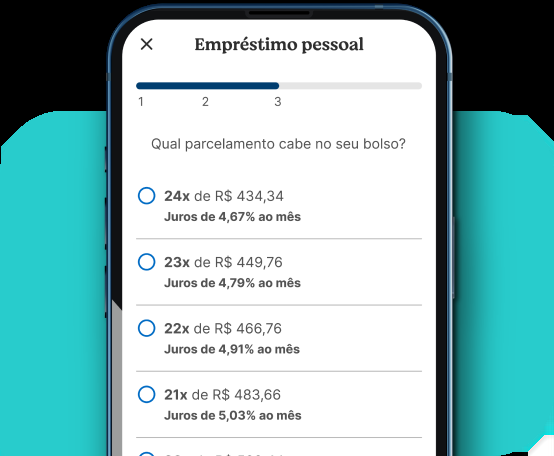 Empréstimo pessoal
1 2 3
Qual parcelamento cabe no seu bolso?
24x de R$ 434,34
Juros de 4,67% ao mês
23x de R$ 449,76
Juros de 4,79% ao mês
22x de R$ 466,76
Juros de 4,91% ao mês
21x de R$ 483,66
Juros de 5,03% ao mês